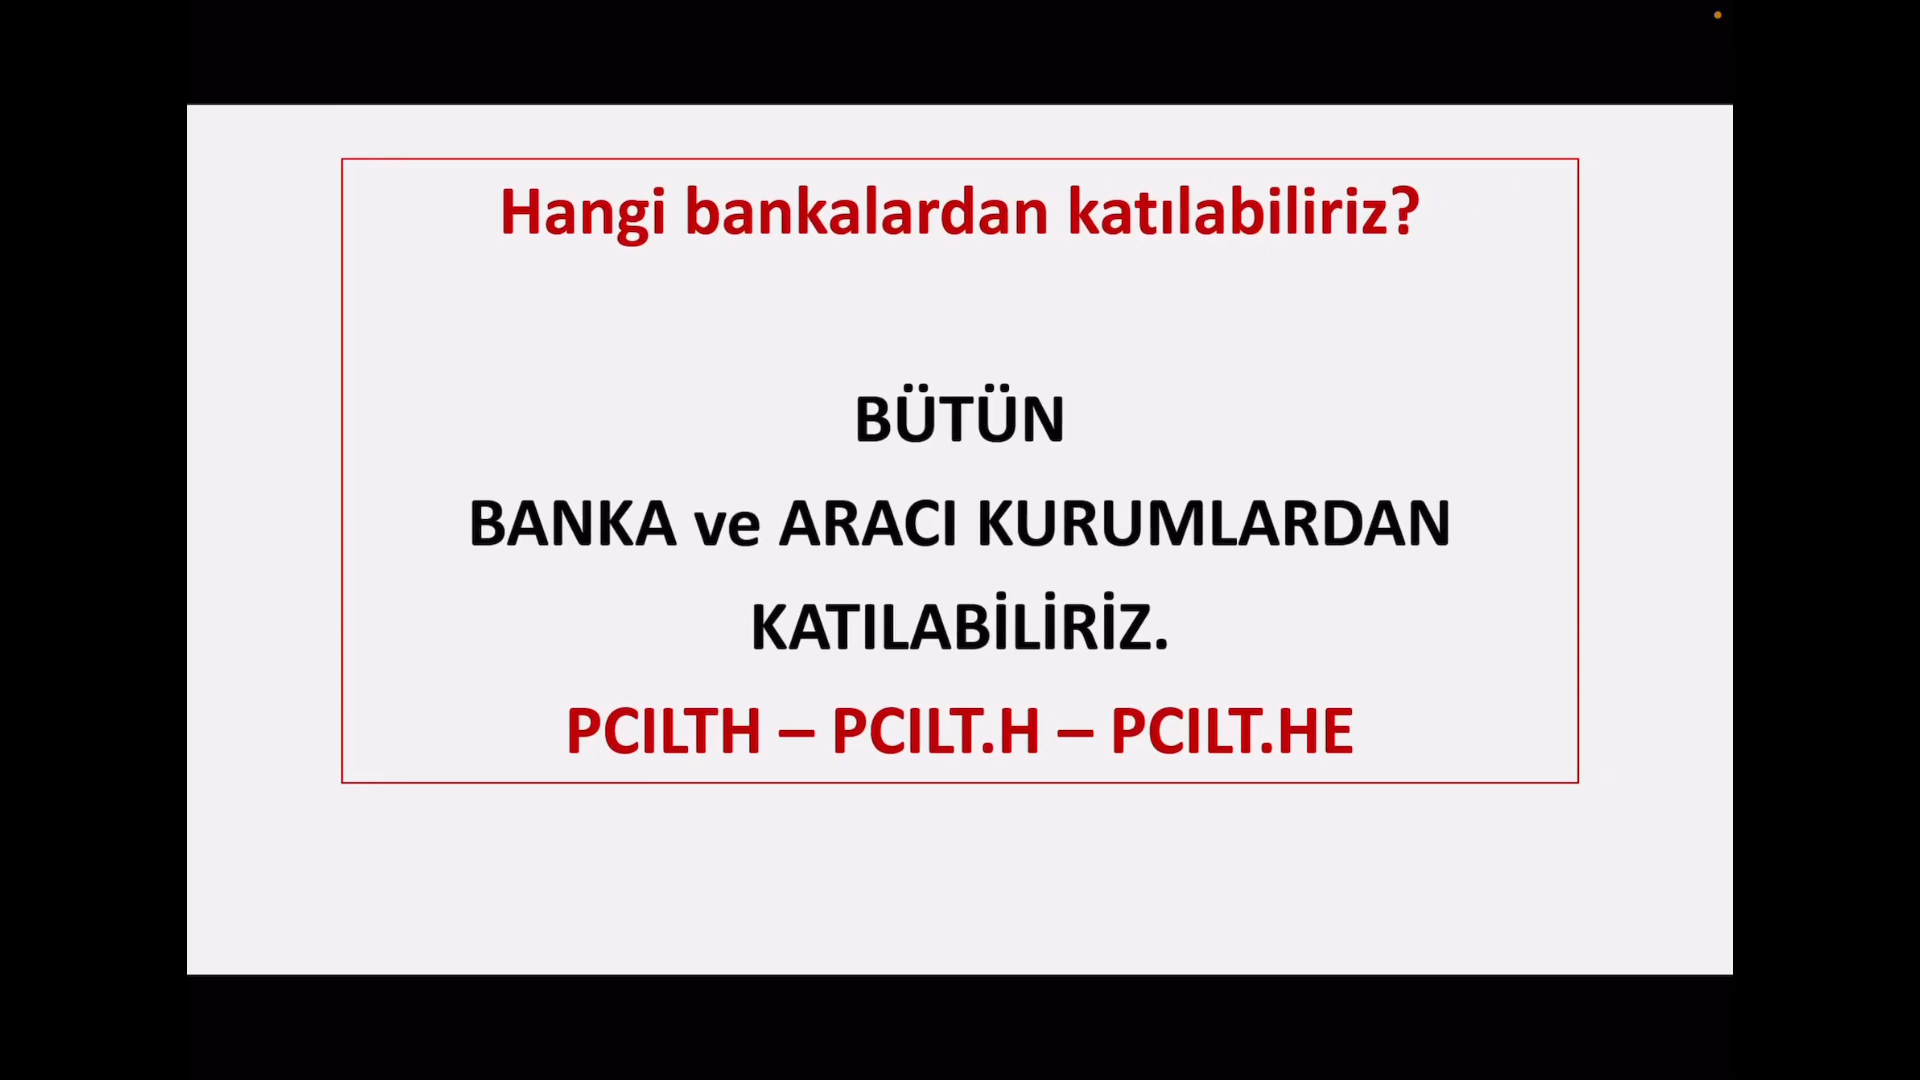 Hangi bankalardan katılabiliriz?
BÜTÜN
BANKA ve ARACI KURUMLARDAN
KATILABİLİRİZ.
PCILTH – PCILT.H – PCILT.HE